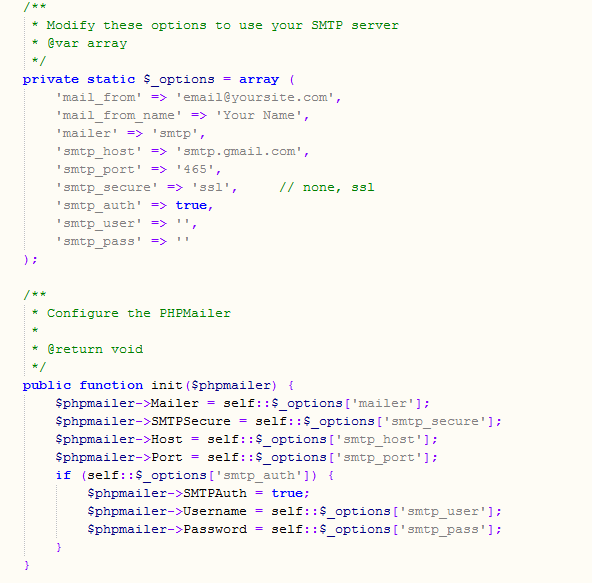 /**
 * Modify these options to use your SMTP server
 * @var array
 */
private static $_options = array (
    'mail_from' => 'email@yoursite.com',
    'mail_from_name' => 'Your Name',
    'mailer' => 'smtp',
    'smtp_host' => 'smtp.gmail.com',
    'smtp_port' => '465',
    'smtp_secure' => 'ssl',     // none, ssl
    'smtp_auth' => true,
    'smtp_user' => '',
    'smtp_pass' => ''
);

/**
 * Configure the PHPMailer
 *
 * @return void
 */
public function init($phpmailer) {
    $phpmailer->Mailer = self::$_options['mailer'];
    $phpmailer->SMTPSecure = self::$_options['smtp_secure'];
    $phpmailer->Host = self::$_options['smtp_host'];
    $phpmailer->Port = self::$_options['smtp_port'];
    if (self::$_options['smtp_auth']) {
        $phpmailer->SMTPAuth = true;
        $phpmailer->Username = self::$_options['smtp_user'];
        $phpmailer->Password = self::$_options['smtp_pass'];
    }
}